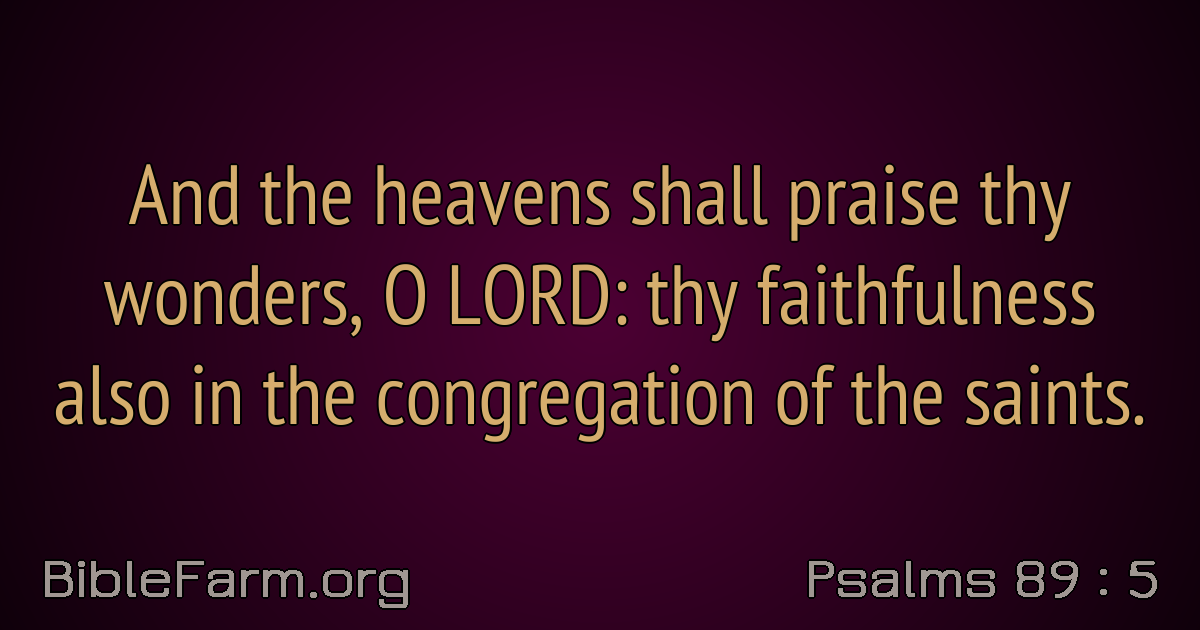 And the heavens shall praise thy
wonders, O LORD: thy faithfulness
also in the congregation of the saints.
BibleFarm.org
Psalms 89 : 5